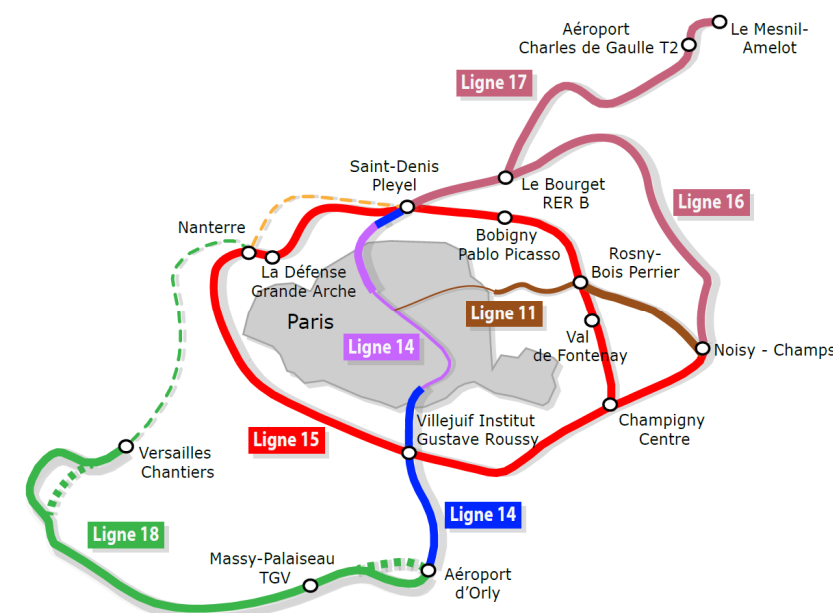 Aéroport
Charles de Gaulle T2
Le Mesnil-
Amelot
Ligne 17
Saint-Denis
Pleyel
Le Bourget
RER B
Ligne 16
Nanterre
Bobigny
Pablo Picasso
Rosny-
Bois Perrier
La Défense
Grande Arche
Paris
Ligne 11
Ligne 14
Val
de Fontenay
Noisy - Champs
Villejuif Institut
Gustave Roussy
Champigny
Centre
Ligne 15
Versailles
Chantiers
Ligne 14
Ligne 18
Massy-Palaiseau
TGV
Aéroport
d'Orly